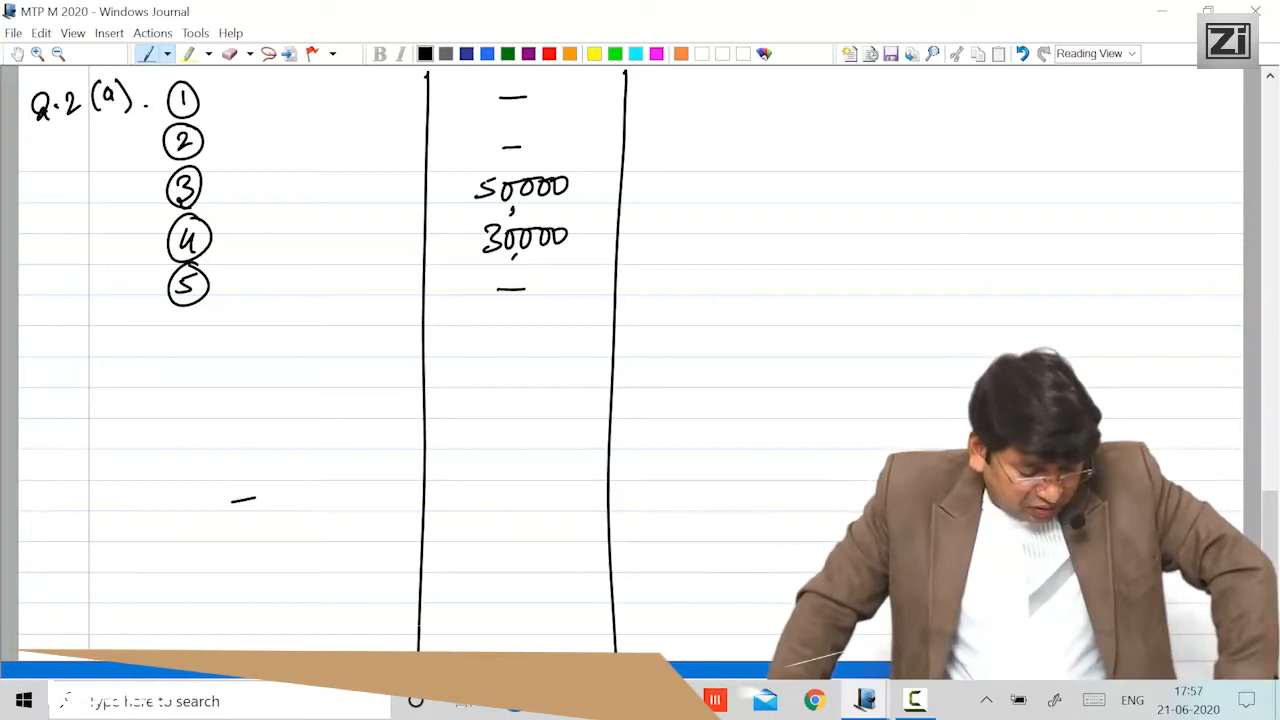 MTP M 2020 - Windows Journal
Zi
File Edit View Insert Actions Tools Help
B I Reading View
Q.2 (a). 1 —
2 —
3 50,000
4 30,000
5 —
—
Type here to search
ENG
17:57
21-06-2020